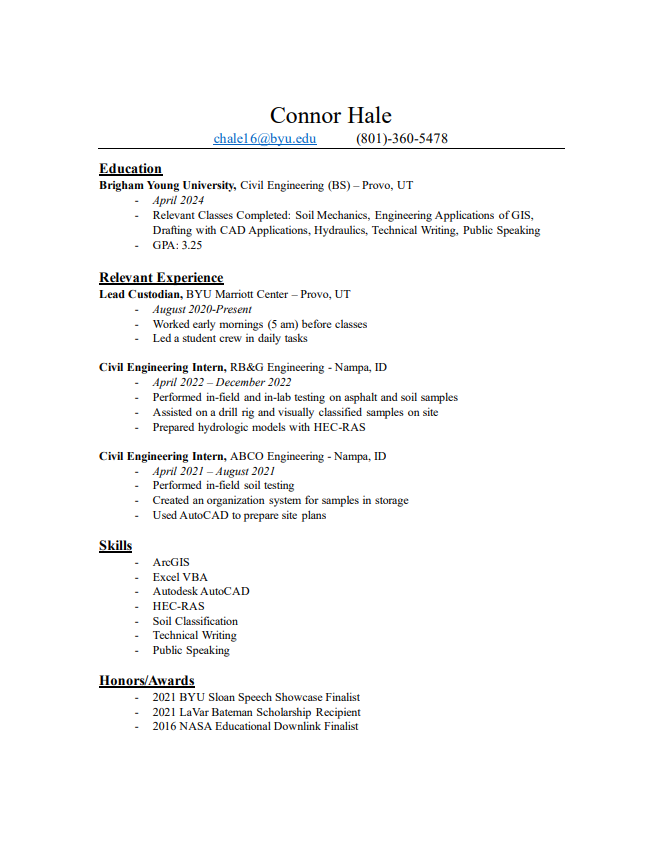 Connor Hale
chale16@byu.edu (801)-360-5478
Education
Brigham Young University, Civil Engineering (BS) – Provo, UT
- April 2024
- Relevant Classes Completed: Soil Mechanics, Engineering Applications of GIS,
Drafting with CAD Applications, Hydraulics, Technical Writing, Public Speaking
- GPA: 3.25
Relevant Experience
Lead Custodian, BYU Marriott Center – Provo, UT
- August 2020-Present
- Worked early mornings (5 am) before classes
- Led a student crew in daily tasks
Civil Engineering Intern, RB&G Engineering - Nampa, ID
- April 2022 – December 2022
- Performed in-field and in-lab testing on asphalt and soil samples
- Assisted on a drill rig and visually classified samples on site
- Prepared hydrologic models with HEC-RAS
Civil Engineering Intern, ABCO Engineering - Nampa, ID
- April 2021 – August 2021
- Performed in-field soil testing
- Created an organization system for samples in storage
- Used AutoCAD to prepare site plans
Skills
- ArcGIS
- Excel VBA
- Autodesk AutoCAD
- HEC-RAS
- Soil Classification
- Technical Writing
- Public Speaking
Honors/Awards
- 2021 BYU Sloan Speech Showcase Finalist
- 2021 LaVar Bateman Scholarship Recipient
- 2016 NASA Educational Downlink Finalist